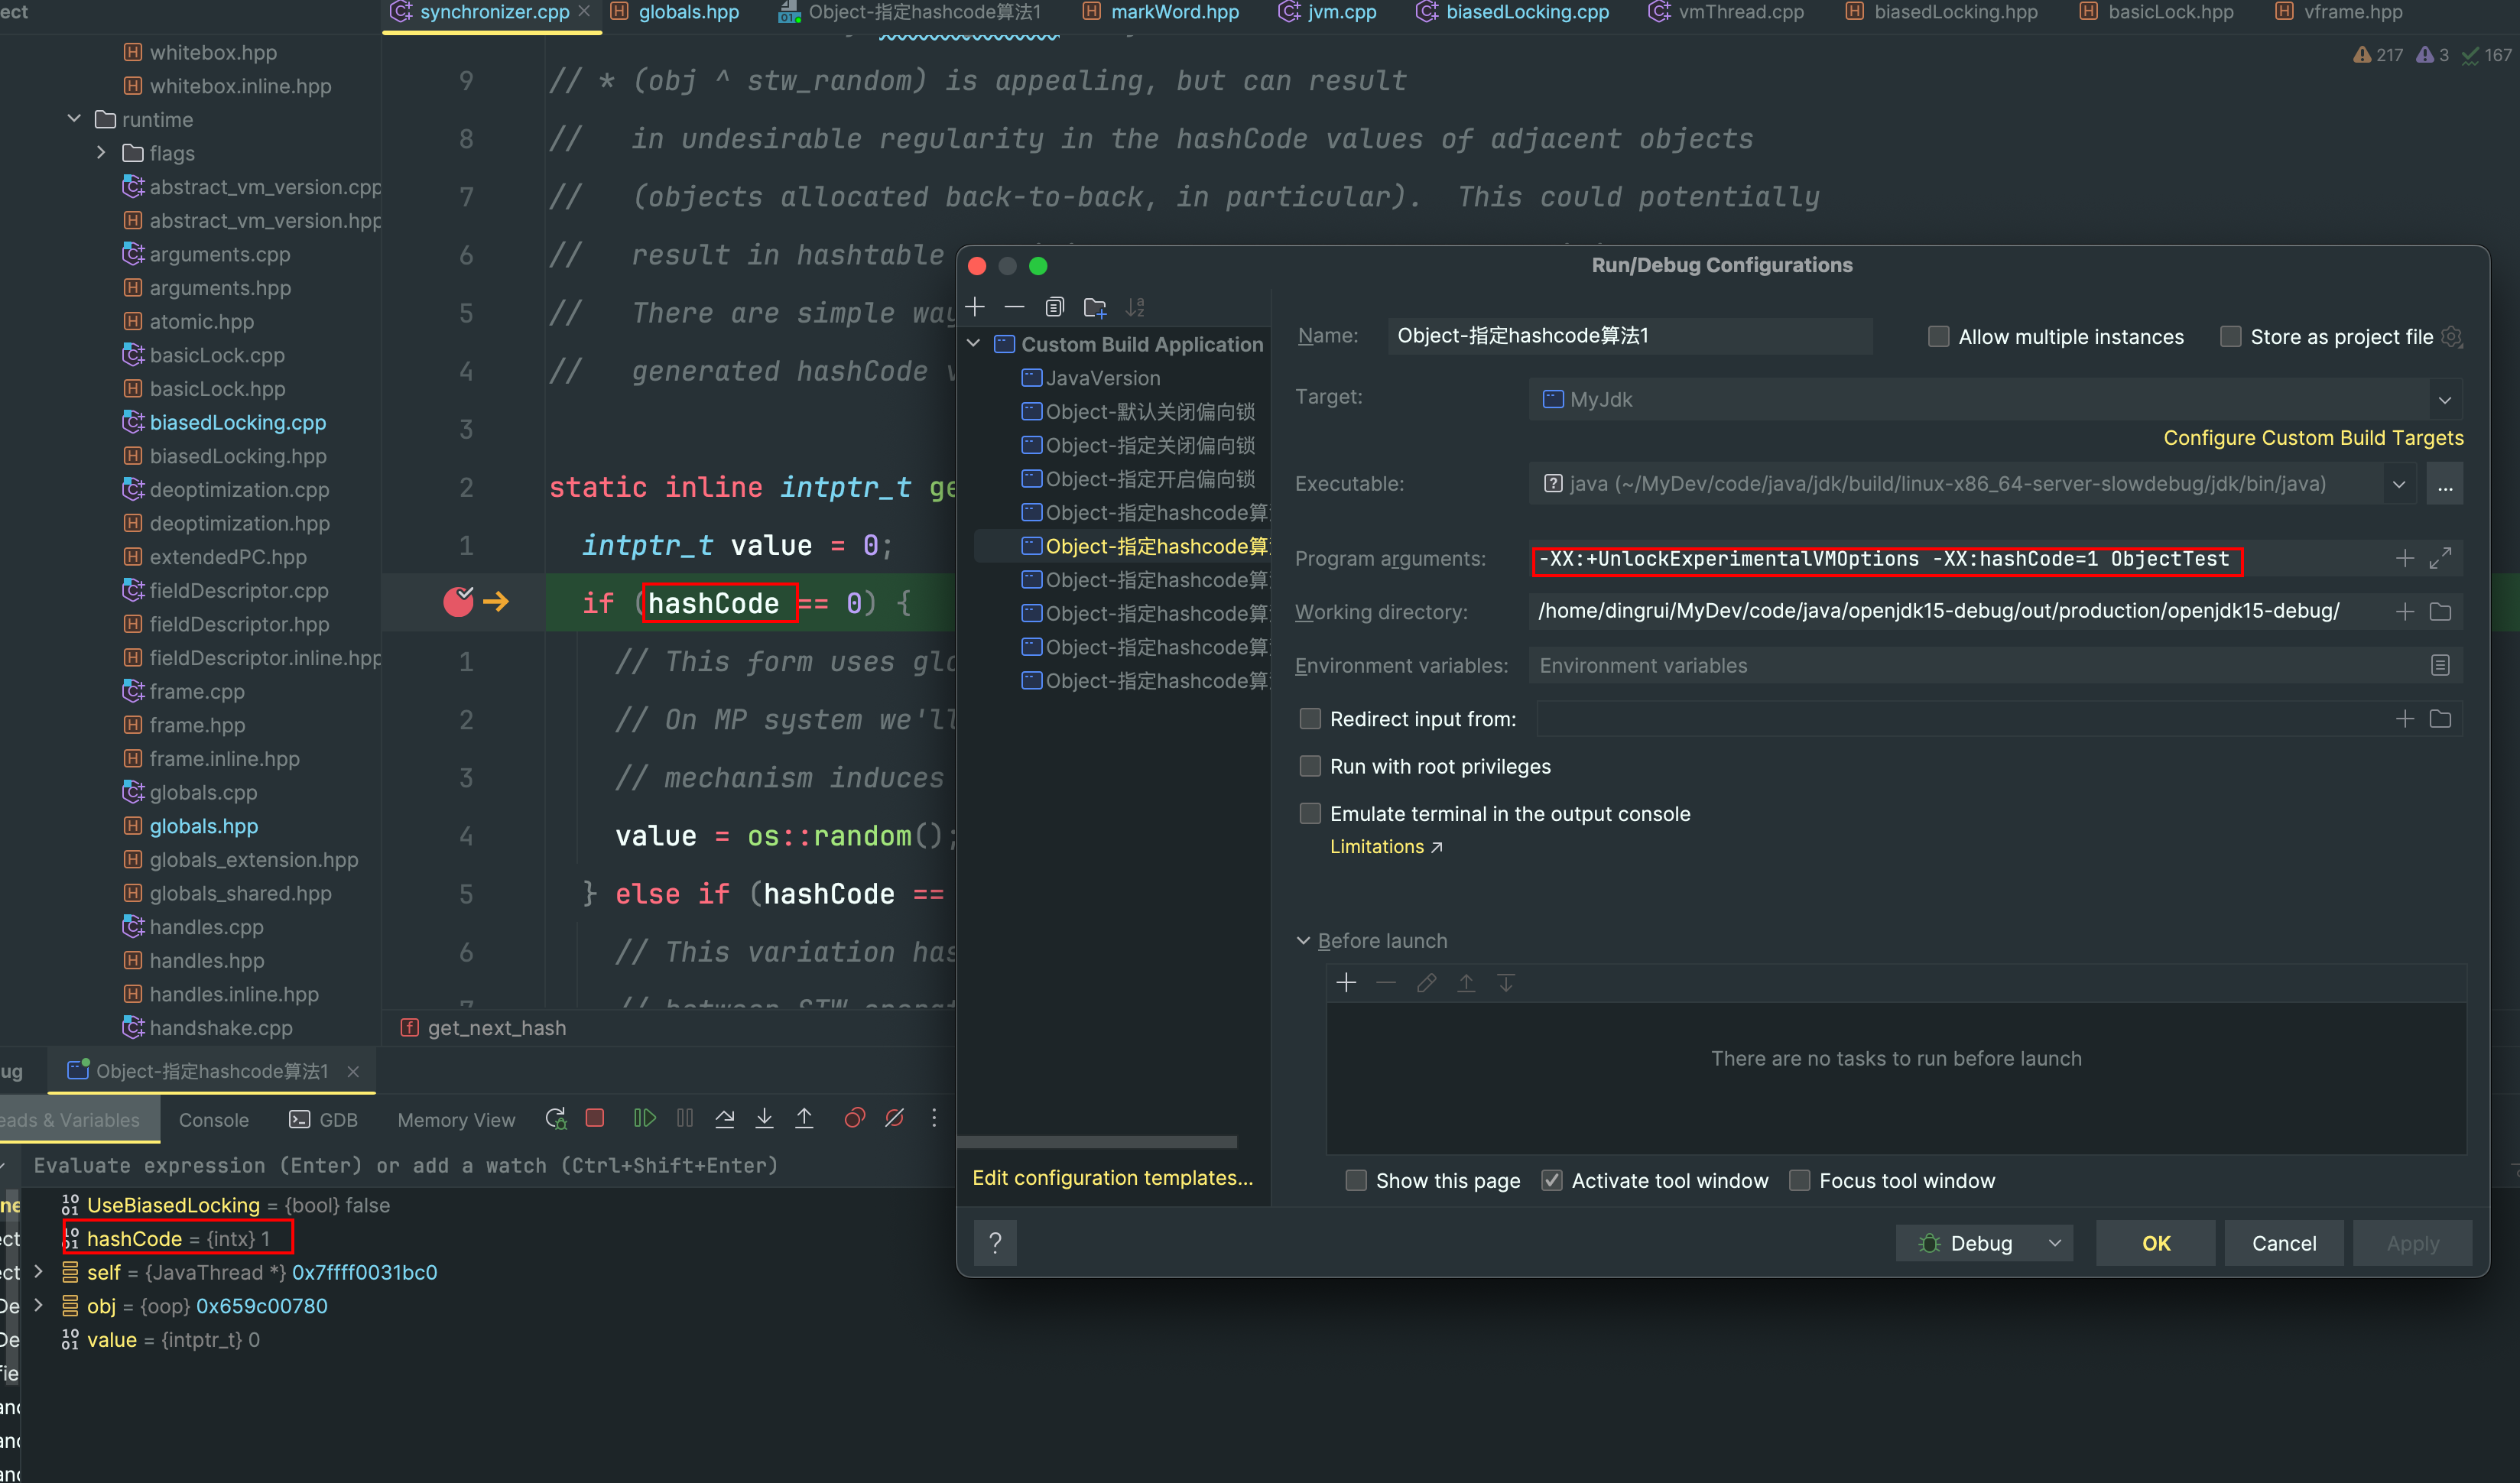 ect
synchronizer.cpp
globals.hpp
Object-指定hashcode算法1
markWord.hpp
jvm.cpp
biasedLocking.cpp
vmThread.cpp
biasedLocking.hpp
basicLock.hpp
vframe.hpp
217
3
167
whitebox.hpp
whitebox.inline.hpp
runtime
flags
abstract_vm_version.cpp
abstract_vm_version.hpp
arguments.cpp
arguments.hpp
atomic.hpp
basicLock.cpp
basicLock.hpp
biasedLocking.cpp
biasedLocking.hpp
deoptimization.cpp
deoptimization.hpp
extendedPC.hpp
fieldDescriptor.cpp
fieldDescriptor.hpp
fieldDescriptor.inline.hpp
frame.cpp
frame.hpp
frame.inline.hpp
globals.cpp
globals.hpp
globals_extension.hpp
globals_shared.hpp
handles.cpp
handles.hpp
handles.inline.hpp
handshake.cpp
9 // * (obj ^ stw_random) is appealing, but can result
8 //   in undesirable regularity in the hashCode values of adjacent objects
7 //   (objects allocated back-to-back, in particular).  This could potentially
6 //   result in hashtable
5 //   There are simple way
4 //   generated hashCode v
3
2 static inline intptr_t ge
1   intptr_t value = 0;
if (hashCode == 0) {
1     // This form uses glo
2     // On MP system we'll
3     // mechanism induces
4     value = os::random();
5   } else if (hashCode ==
6     // This variation has
7     // between STW operat
get_next_hash
Run/Debug Configurations
Custom Build Application
JavaVersion
Object-默认关闭偏向锁
Object-指定关闭偏向锁
Object-指定开启偏向锁
Object-指定hashcode算
Object-指定hashcode算
Object-指定hashcode算
Object-指定hashcode算
Object-指定hashcode算
Object-指定hashcode算
Edit configuration templates...
Name: Object-指定hashcode算法1
Allow multiple instances
Store as project file
Target: MyJdk
Configure Custom Build Targets
Executable: java (~/MyDev/code/java/jdk/build/linux-x86_64-server-slowdebug/jdk/bin/java)
...
Program arguments: -XX:+UnlockExperimentalVMOptions -XX:hashCode=1 ObjectTest
Working directory: /home/dingrui/MyDev/code/java/openjdk15-debug/out/production/openjdk15-debug/
Environment variables: Environment variables
Redirect input from:
Run with root privileges
Emulate terminal in the output console
Limitations ↗
Before launch
There are no tasks to run before launch
Show this page
Activate tool window
Focus tool window
?
Debug
OK
Cancel
Apply
ug
Object-指定hashcode算法1
eads & Variables
Console
GDB
Memory View
Evaluate expression (Enter) or add a watch (Ctrl+Shift+Enter)
UseBiasedLocking = {bool} false
hashCode = {intx} 1
self = {JavaThread *} 0x7ffff0031bc0
obj = {oop} 0x659c00780
value = {intptr_t} 0